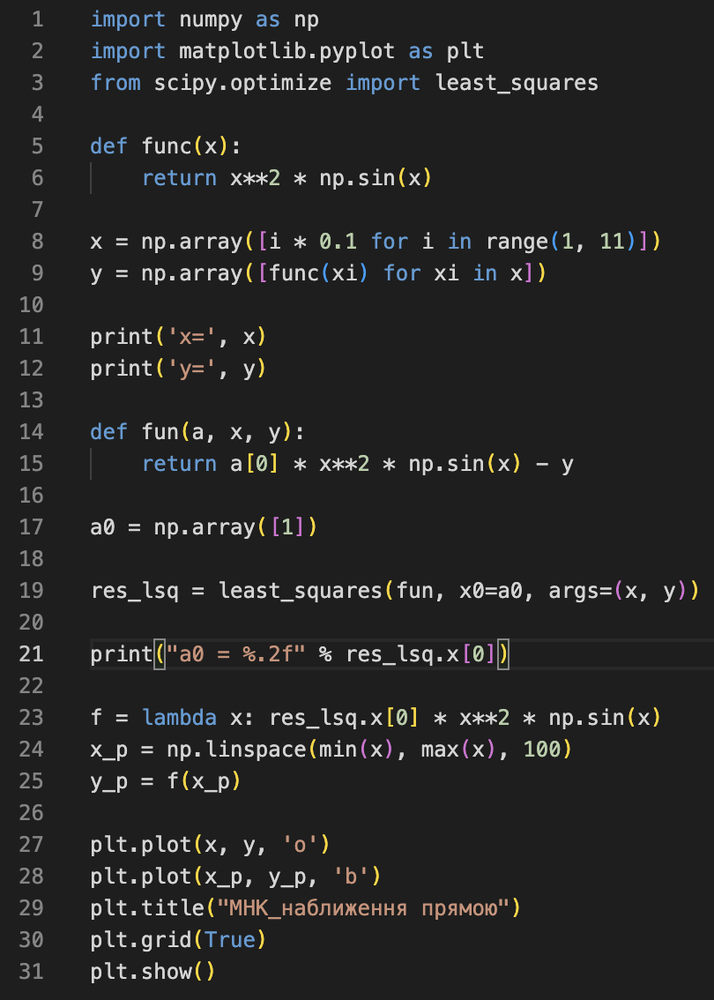 1 import numpy as np
2 import matplotlib.pyplot as plt
3 from scipy.optimize import least_squares
4
5 def func(x):
6     return x**2 * np.sin(x)
7
8 x = np.array([i * 0.1 for i in range(1, 11)])
9 y = np.array([func(xi) for xi in x])
10
11 print('x=', x)
12 print('y=', y)
13
14 def fun(a, x, y):
15     return a[0] * x**2 * np.sin(x) - y
16
17 a0 = np.array([1])
18
19 res_lsq = least_squares(fun, x0=a0, args=(x, y))
20
21 print("a0 = %.2f" % res_lsq.x[0])
22
23 f = lambda x: res_lsq.x[0] * x**2 * np.sin(x)
24 x_p = np.linspace(min(x), max(x), 100)
25 y_p = f(x_p)
26
27 plt.plot(x, y, 'o')
28 plt.plot(x_p, y_p, 'b')
29 plt.title("МНК_наближення прямою")
30 plt.grid(True)
31 plt.show()